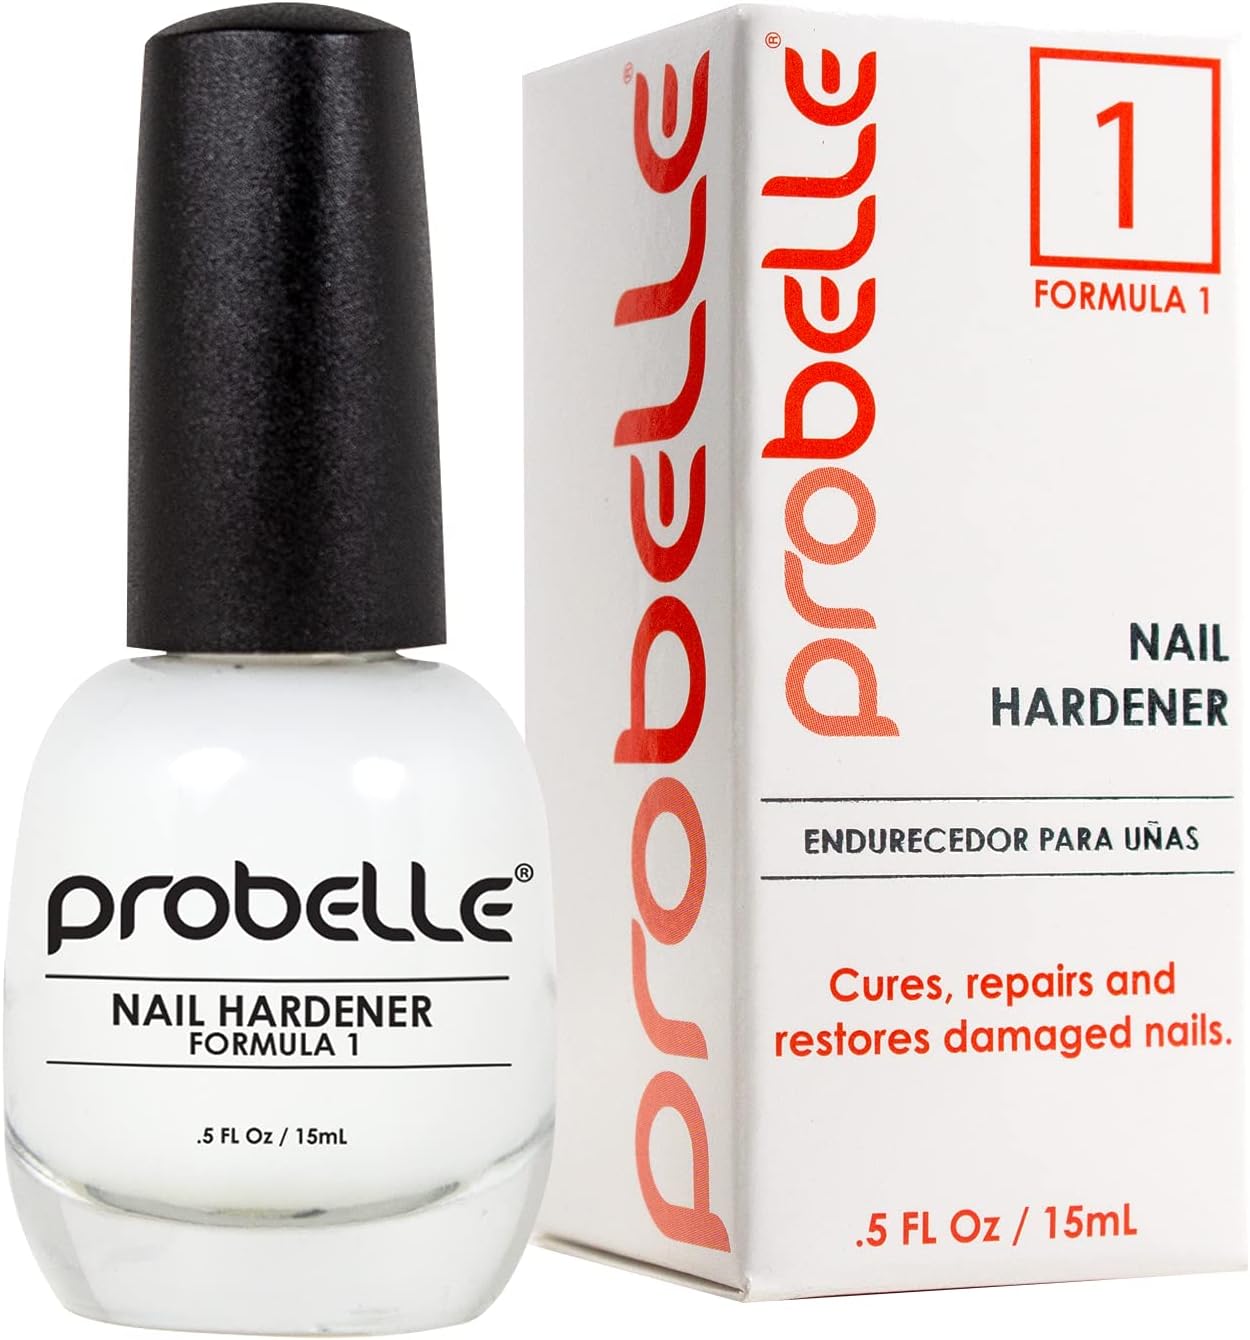 probelle®
NAIL HARDENER
FORMULA 1
.5 FL Oz / 15mL
probelle®
probelle®
1
FORMULA 1
NAIL
HARDENER
ENDURECEDOR PARA UÑAS
Cures, repairs and
restores damaged nails.
.5 FL Oz / 15mL